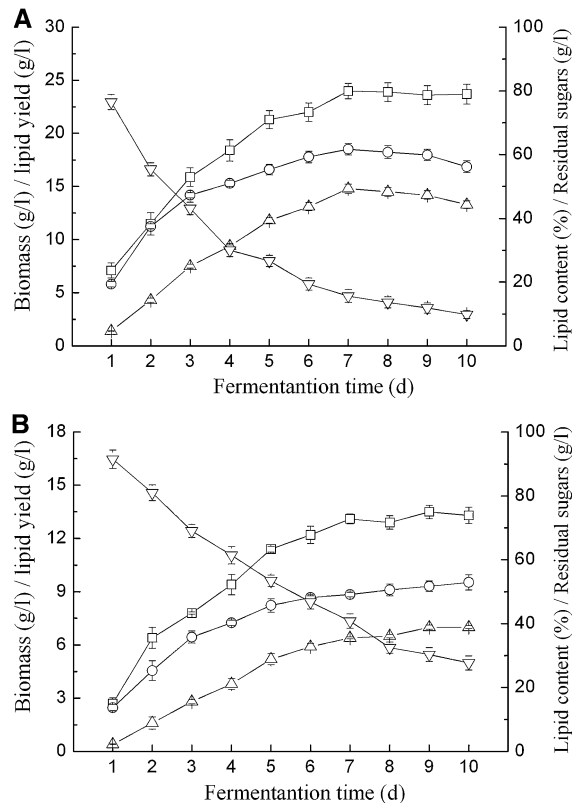 A
30
25
20
15
10
5
0
Biomass (g/l) / lipid yield (g/l)
100
80
60
40
20
0
Lipid content (%) / Residual sugars (g/l)
1 2 3 4 5 6 7 8 9 10
Fermentantion time (d)
B
18
15
12
9
6
3
0
Biomass (g/l) / lipid yield (g/l)
100
80
60
40
20
0
Lipid content (%) / Residual sugars (g/l)
1 2 3 4 5 6 7 8 9 10
Fermentantion time (d)